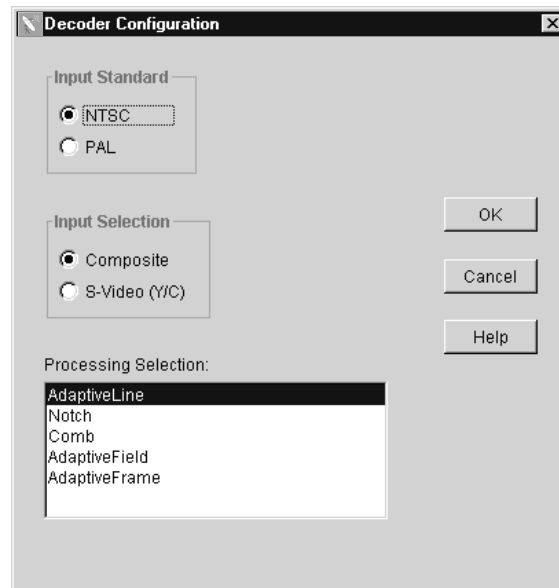 Decoder Configuration
Input Standard
NTSC
PAL
Input Selection
Composite
S-Video (Y/C)
OK
Cancel
Help
Processing Selection:
AdaptiveLine
Notch
Comb
AdaptiveField
AdaptiveFrame